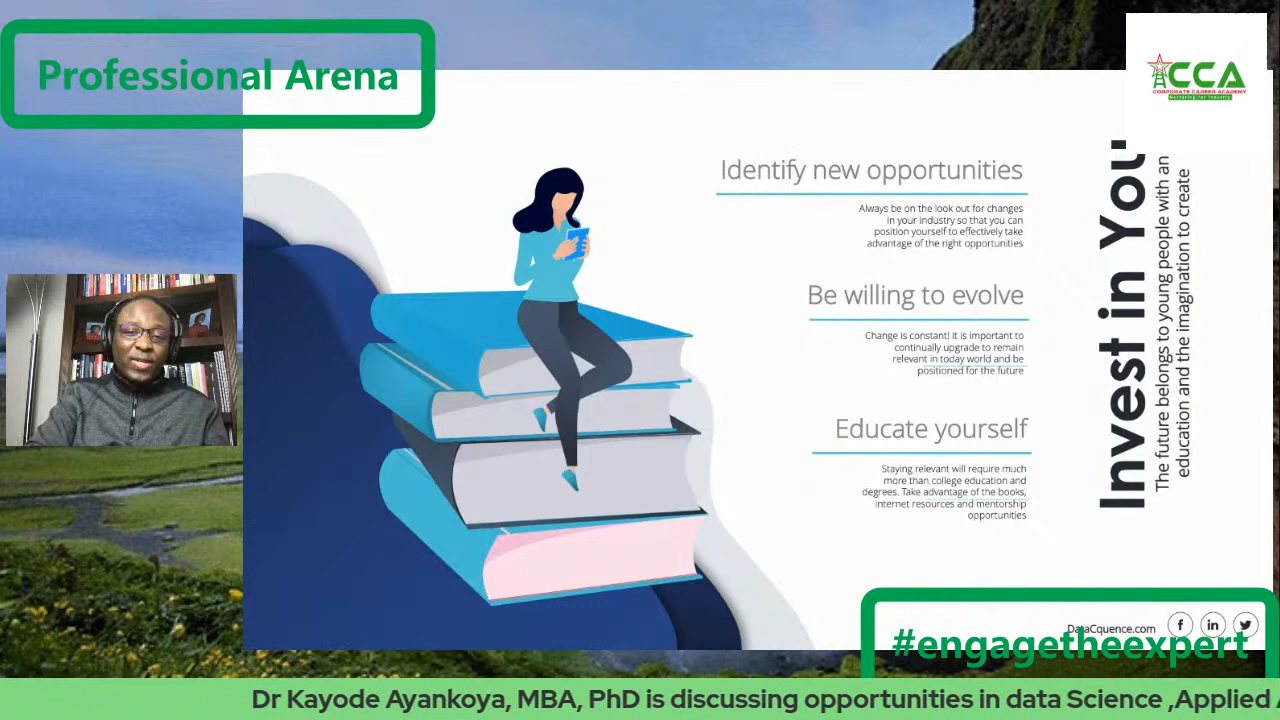 Professional Arena
CCA
CORPORATE CAREER ACADEMY
Identify new opportunities
Always be on the look out for changes
in your industry so that you can
position yourself to effectively take
advantage of the right opportunities
Be willing to evolve
Change is constant! It is important to
continually upgrade to remain
relevant in today world and be
positioned for the future
Educate yourself
Staying relevant will require much
more than college education and
degrees. Take advantage of the books,
internet resources and mentorship
opportunities
Invest in You
The future belongs to young people with an
education and the imagination to create
DataCquence.com
#engagetheexpert
Dr Kayode Ayankoya, MBA, PhD is discussing opportunities in data Science ,Applied